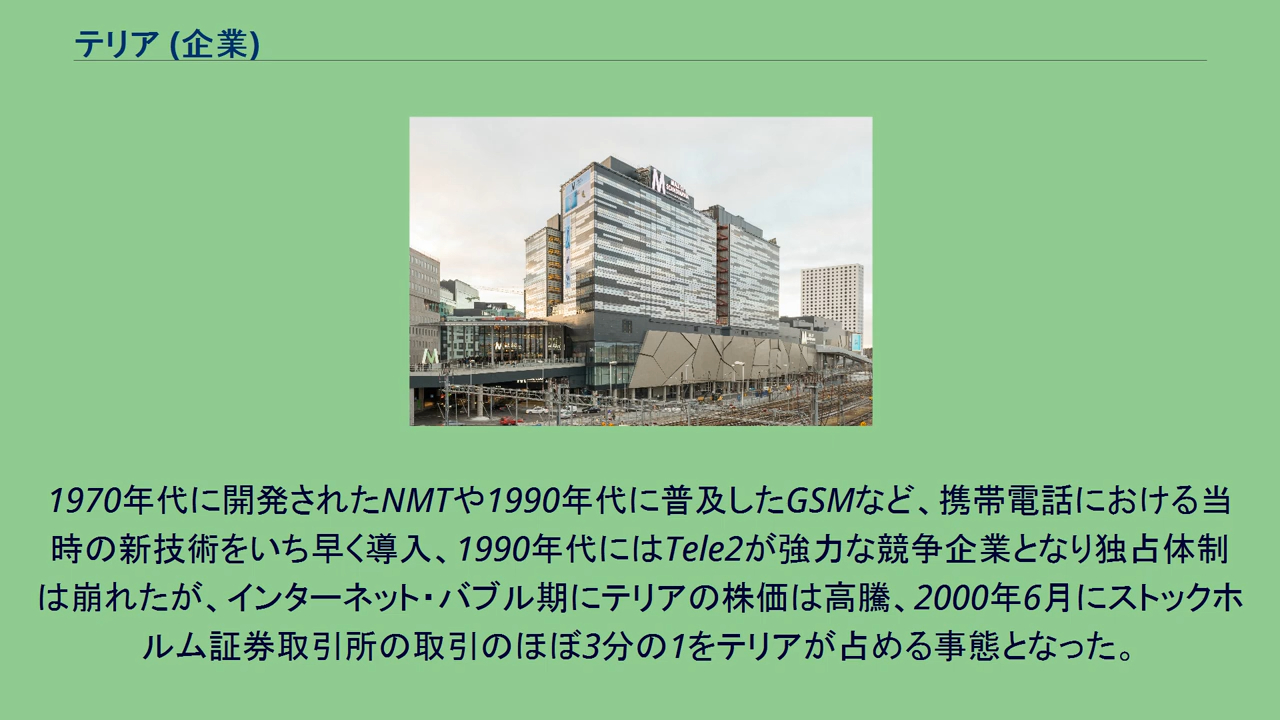 テリア (企業)
M
M
1970年代に開発されたNMTや1990年代に普及したGSMなど、携帯電話における当
時の新技術をいち早く導入、1990年代にはTele2が強力な競争企業となり独占体制
は崩れたが、インターネット・バブル期にテリアの株価は高騰、2000年6月にストックホ
ルム証券取引所の取引のほぼ3分の1をテリアが占める事態となった。